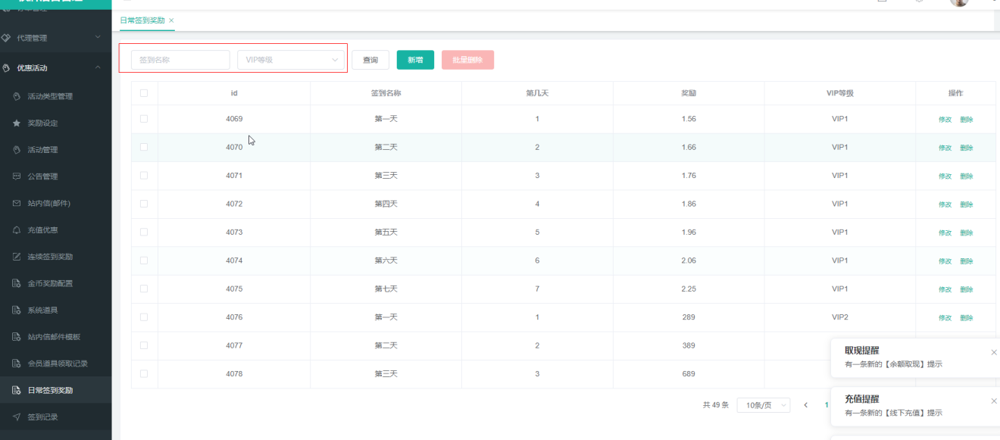 日常签到奖励
代理管理
优惠活动
签到名称 VIP等级 查询 新增 批量删除
id 签到名称 第几天 奖励 VIP等级 操作
活动类型管理
4069 第一天 1 1.56 VIP1 修改 删除
奖励设定
4070 第二天 2 1.66 VIP1 修改 删除
活动管理
4071 第三天 3 1.76 VIP1 修改 删除
公告管理
4072 第四天 4 1.86 VIP1 修改 删除
站内信(邮件)
4073 第五天 5 1.96 VIP1 修改 删除
充值优惠
4074 第六天 6 2.06 VIP1 修改 删除
连续签到奖励
4075 第七天 7 2.25 VIP1 修改 删除
金币奖励配置
4076 第一天 1 289 VIP2 修改 删除
系统道具
4077 第二天 2 389
站内信邮件模板
4078 第三天 3 689
会员道具领取记录
日常签到奖励
签到记录
共 49 条 10条/页 1
取现提醒
有一条新的【余额取现】提示
充值提醒
有一条新的【线下充值】提示